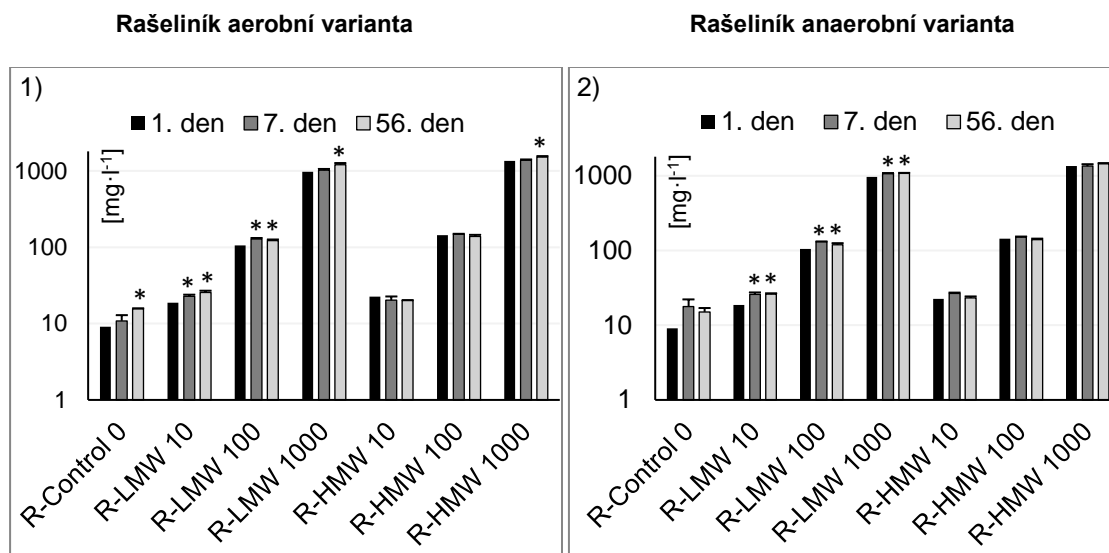 Rašeliník aerobní varianta
Rašeliník anaerobní varianta
1)
1. den 7. den 56. den
[mg·l-1]
1000
100
10
1
* * * * * * * *
R-Control 0
R-LMW 10
R-LMW 100
R-LMW 1000
R-HMW 10
R-HMW 100
R-HMW 1000
2)
1. den 7. den 56. den
[mg·l-1]
1000
100
10
1
* * * * * *
R-Control 0
R-LMW 10
R-LMW 100
R-LMW 1000
R-HMW 10
R-HMW 100
R-HMW 1000